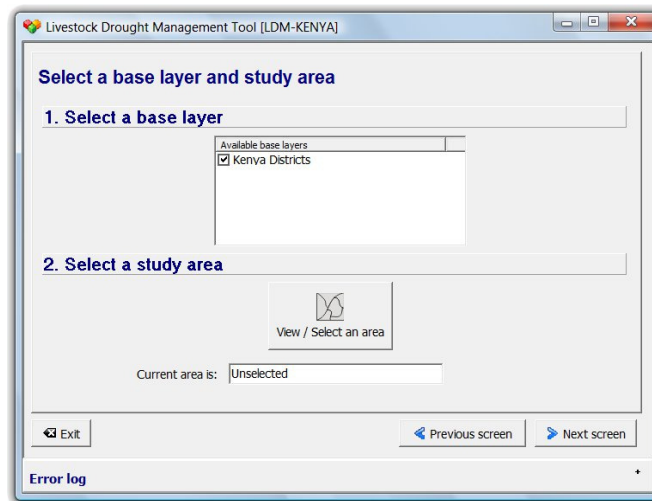 Livestock Drought Management Tool [LDM-KENYA]
Select a base layer and study area
1. Select a base layer
Available base layers
Kenya Districts
2. Select a study area
View / Select an area
Current area is: Unselected
Exit Previous screen Next screen
Error log +